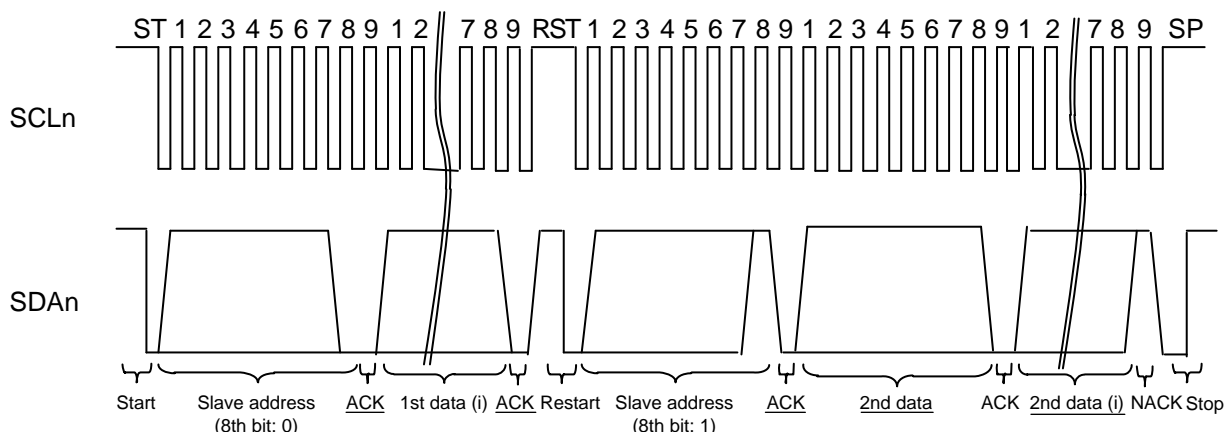 ST 1 2 3 4 5 6 7 8 9 1 2 7 8 9 RST 1 2 3 4 5 6 7 8 9 1 2 3 4 5 6 7 8 9 1 2 7 8 9 SP
SCLn
SDAn
Start Slave address ACK 1st data (i) ACK Restart Slave address ACK 2nd data ACK 2nd data (i) NACK Stop
(8th bit: 0) (8th bit: 1)